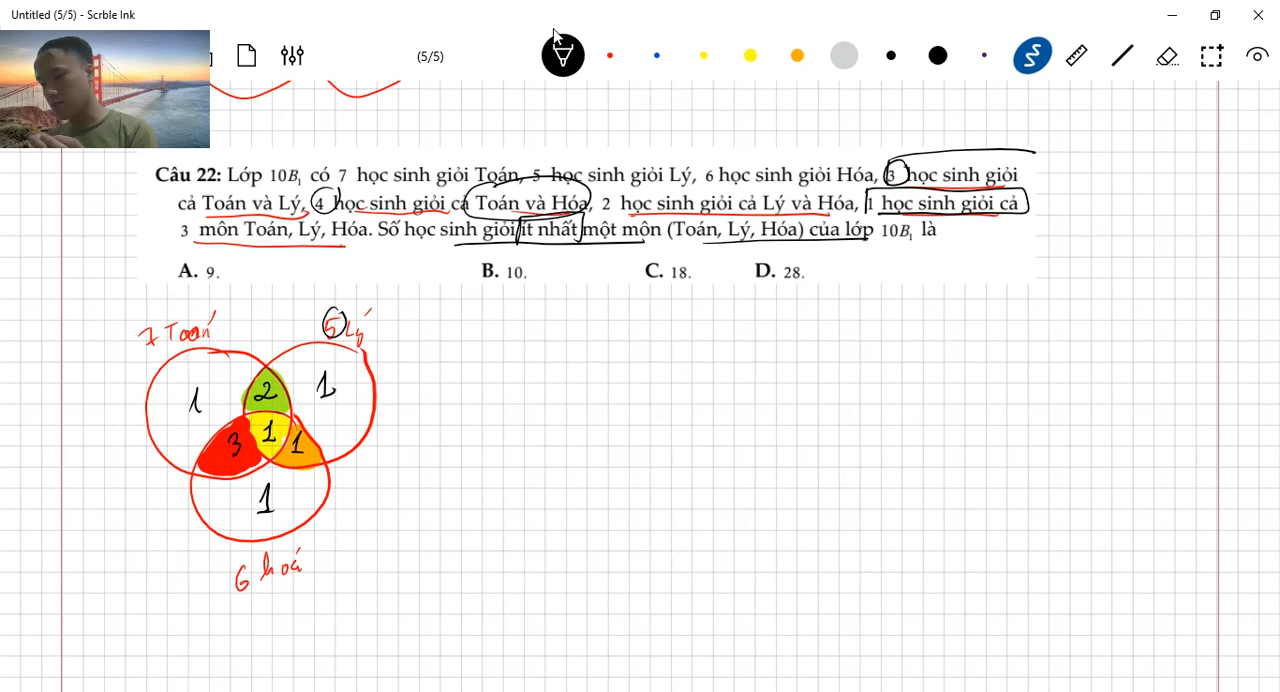 Untitled (5/5) - Scrble Ink
(5/5)
Câu 22: Lớp 10B₁ có 7 học sinh giỏi Toán, 5 học sinh giỏi Lý, 6 học sinh giỏi Hóa, 3 học sinh giỏi
cả Toán và Lý, 4 học sinh giỏi cả Toán và Hóa, 2 học sinh giỏi cả Lý và Hóa, 1 học sinh giỏi cả
3 môn Toán, Lý, Hóa. Số học sinh giỏi ít nhất một môn (Toán, Lý, Hóa) của lớp 10B₁ là
A. 9. B. 10. C. 18. D. 28.
7 Toán 5 Lý
1 2 1
3 1 1
1
6 hoá